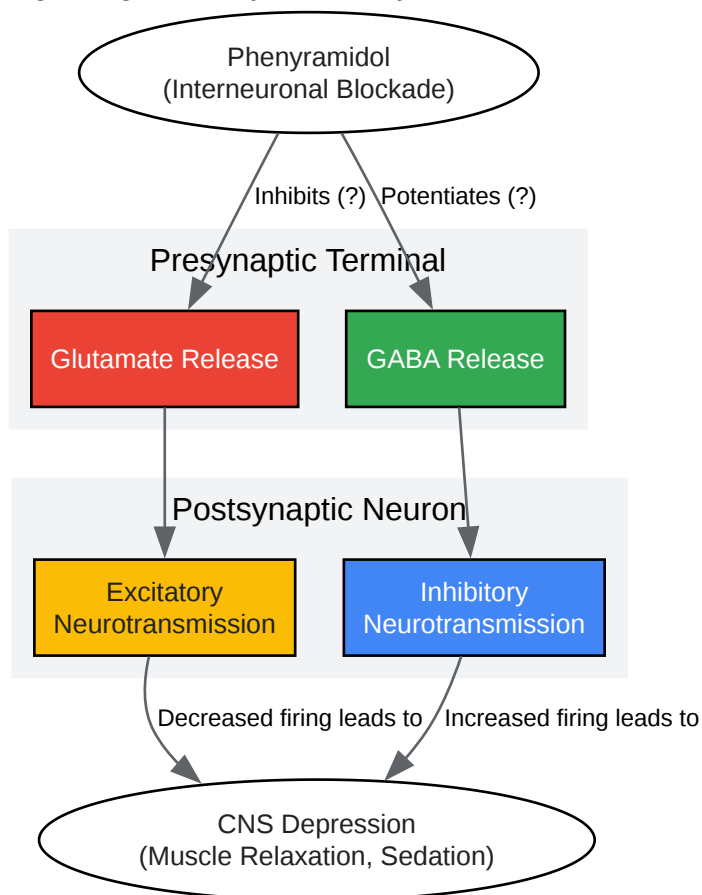 Phenyramidol
(Interneuronal Blockade)
Inhibits (?)
Potentiates (?)
Presynaptic Terminal
Glutamate Release
GABA Release
Postsynaptic Neuron
Excitatory
Neurotransmission
Inhibitory
Neurotransmission
Decreased firing leads to
Increased firing leads to
CNS Depression
(Muscle Relaxation, Sedation)